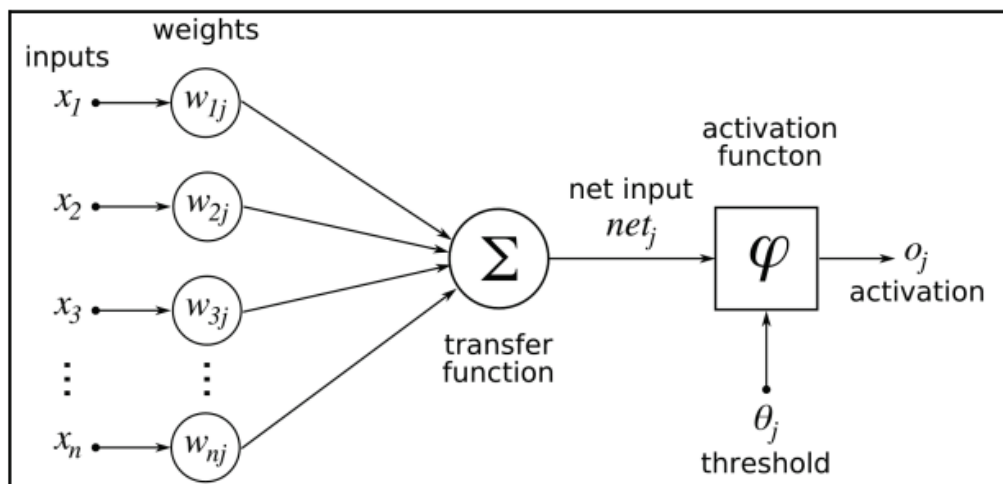 weights
inputs
x1
w1j
x2
w2j
x3
w3j
⋮ ⋮
xn
wnj
Σ
transfer
function
net input
netj
activation
functon
φ
oj
activation
θj
threshold